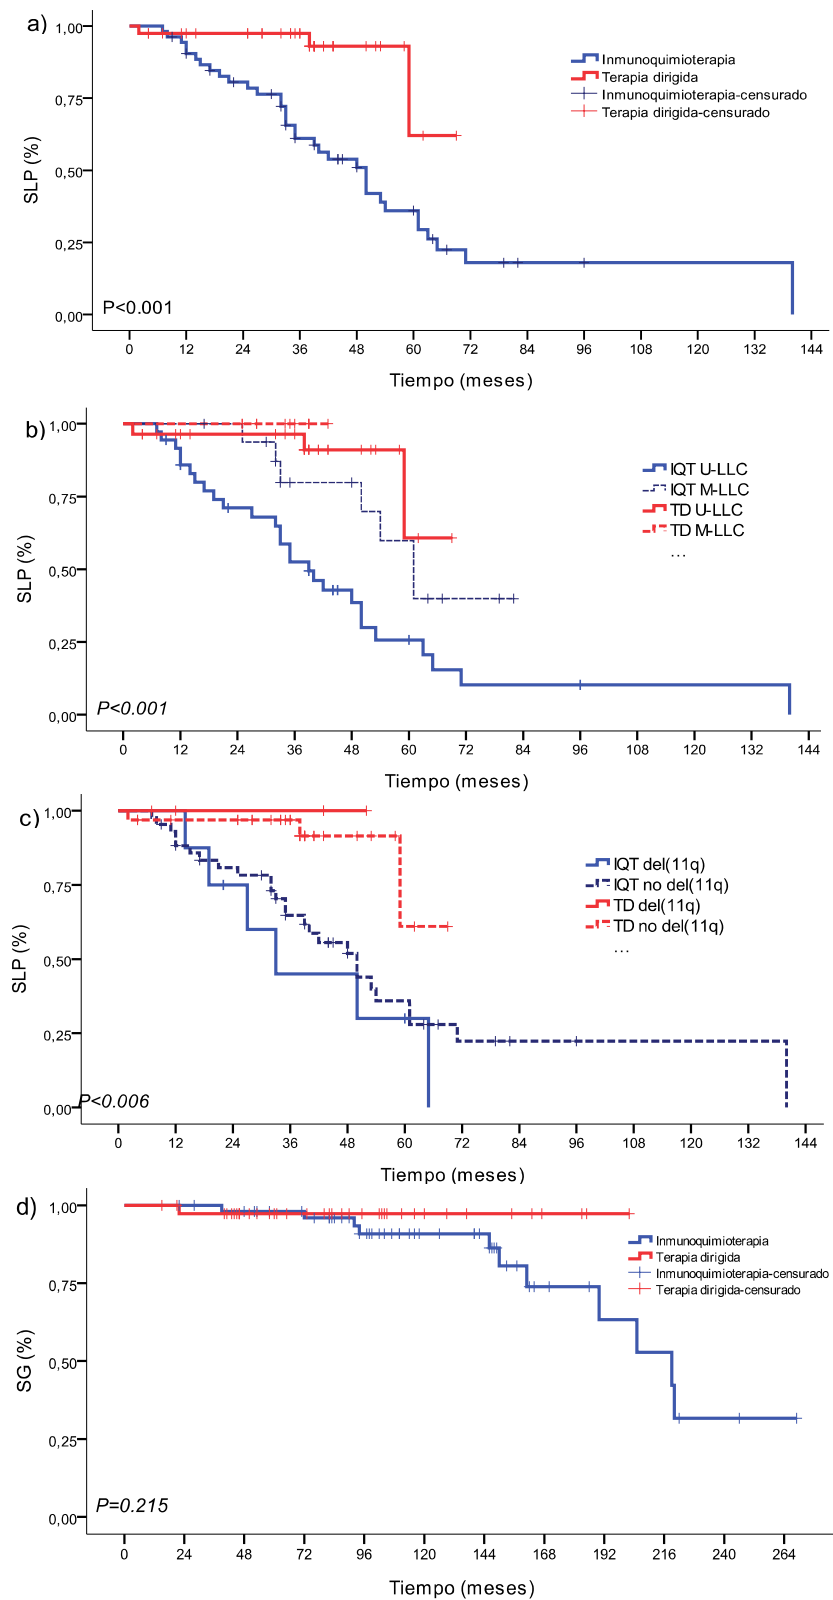 a)
1,00
0,75
0,50
0,25
0,00
SLP (%)
Inmunoquimioterapia
Terapia dirigida
Inmunoquimioterapia-censurado
Terapia dirigida-censurado
P<0.001
0 12 24 36 48 60 72 84 96 108 120 132 144
Tiempo (meses)
b)
1,00
0,75
0,50
0,25
0,00
SLP (%)
IQT U-LLC
IQT M-LLC
TD U-LLC
TD M-LLC
...
P<0.001
0 12 24 36 48 60 72 84 96 108 120 132 144
Tiempo (meses)
c)
1,00
0,75
0,50
0,25
0,00
SLP (%)
IQT del(11q)
IQT no del(11q)
TD del(11q)
TD no del(11q)
...
P<0.006
0 12 24 36 48 60 72 84 96 108 120 132 144
Tiempo (meses)
d)
1,00
0,75
0,50
0,25
0,00
SG (%)
Inmunoquimioterapia
Terapia dirigida
Inmunoquimioterapia-censurado
Terapia dirigida-censurado
P=0.215
0 24 48 72 96 120 144 168 192 216 240 264
Tiempo (meses)